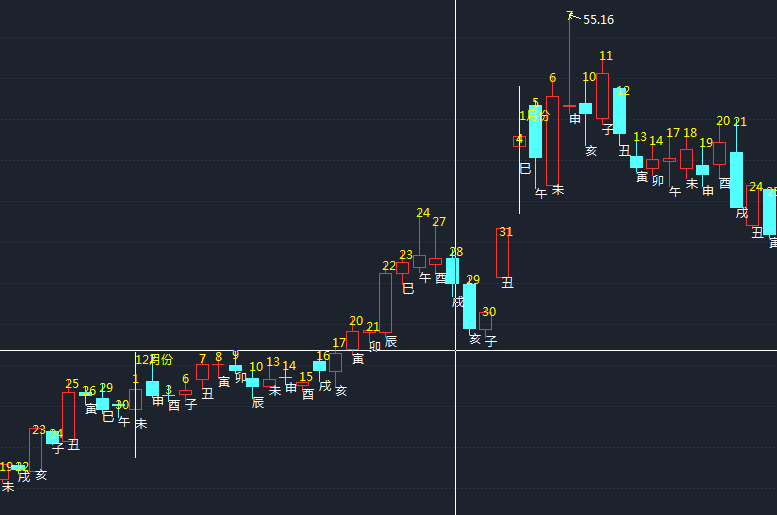 19
未
22
戌
23
亥
24
子
25
丑
26
寅
29
巳
30
午
12月份
1
未
申
3
酉
6
子
7
丑
8
寅
9
卯
10
辰
13
未
14
申
15
酉
16
戌
17
亥
20
寅
21
卯
22
辰
23
巳
24
午
27
酉
28
戌
29
亥
30
子
31
丑
1月份
4
巳
5
午
6
未
7
55.16
申
10
亥
11
子
12
丑
13
寅
14
卯
17
午
18
未
19
申
20
酉
21
戌
24
丑
25
寅